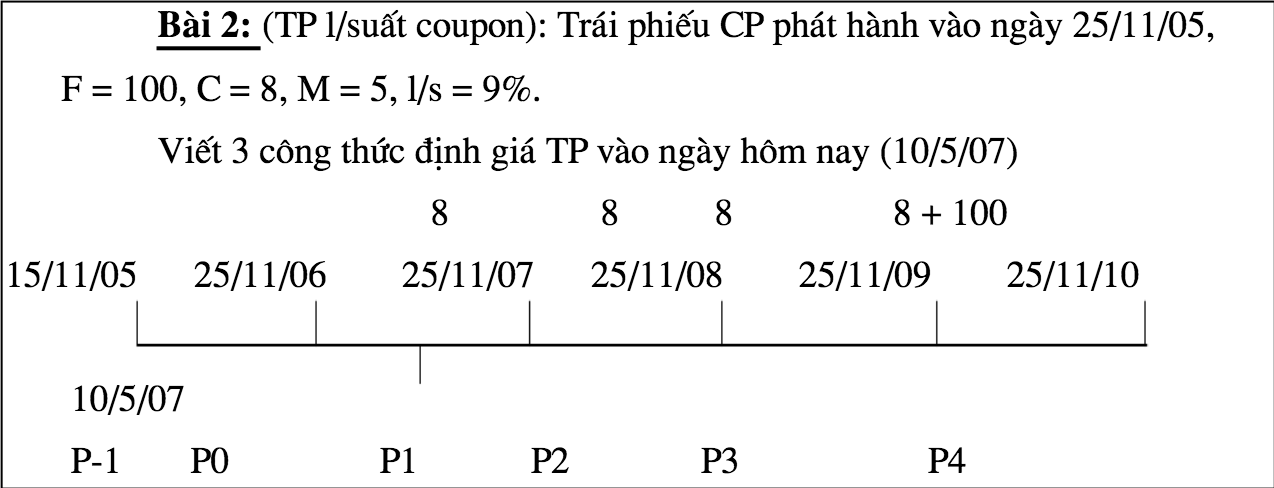 Bài 2: (TP l/suất coupon): Trái phiếu CP phát hành vào ngày 25/11/05,
F = 100, C = 8, M = 5, l/s = 9%.
Viết 3 công thức định giá TP vào ngày hôm nay (10/5/07)
8 8 8 8 + 100
15/11/05 25/11/06 25/11/07 25/11/08 25/11/09 25/11/10
10/5/07
P-1 P0 P1 P2 P3 P4